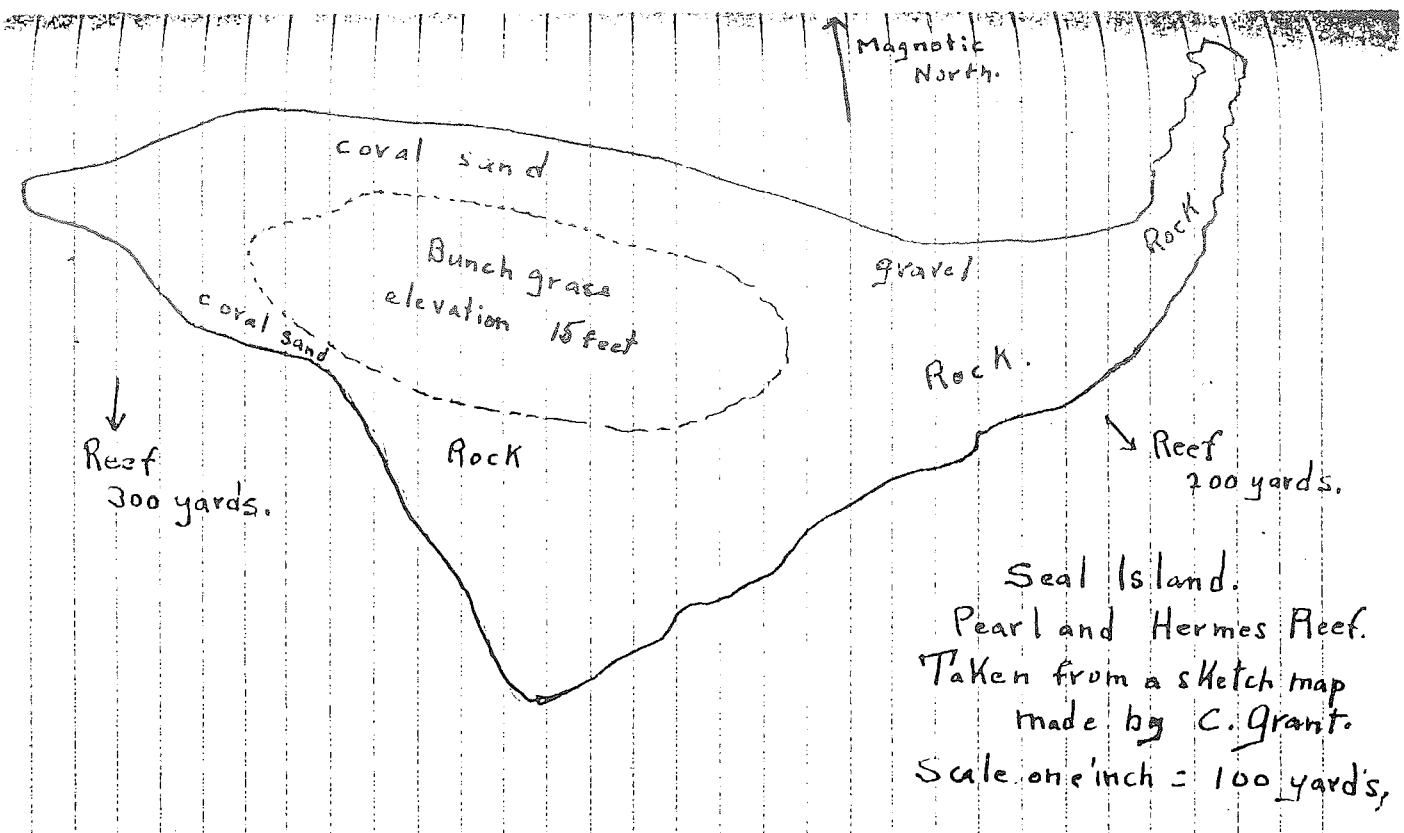 Magnetic
North.
coral sand
Rock
gravel
Bunch grass
elevation 15 feet
coral sand
Rock.
Rock
Reef
300 yards.
Reef
200 yards.
Seal Island.
Pearl and Hermes Reef.
Taken from a sketch map
made by C. Grant.
Scale one inch = 100 yards,